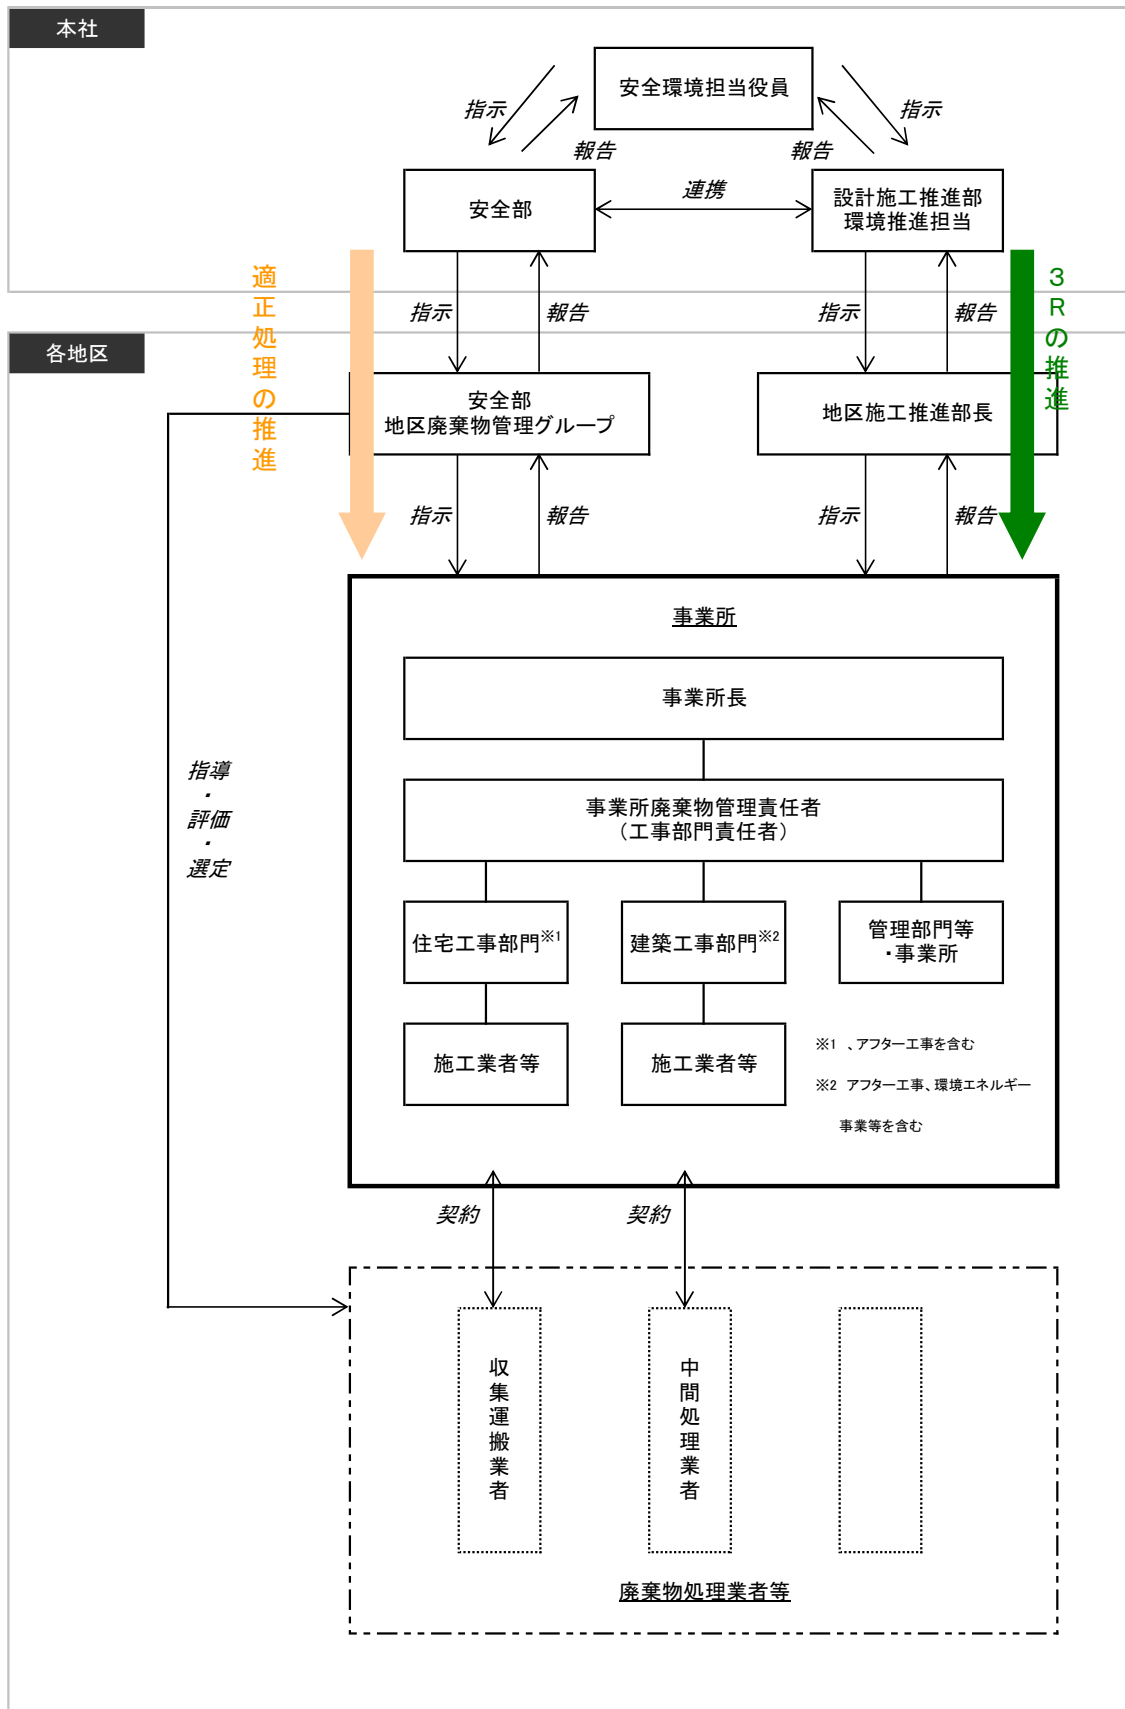 本社
安全環境担当役員
指示
指示
報告
報告
安全部
連携
設計施工推進部
環境推進担当
適正処理の推進
3Rの推進
指示
報告
指示
報告
各地区
安全部
地区廃棄物管理グループ
地区施工推進部長
指示
報告
指示
報告
事業所
事業所長
指導
・
評価
・
選定
事業所廃棄物管理責任者
（工事部門責任者）
住宅工事部門※1
建築工事部門※2
管理部門等
・事業所
施工業者等
施工業者等
※1 、アフター工事を含む
※2 アフター工事、環境エネルギー
事業等を含む
契約
契約
収集運搬業者
中間処理業者
廃棄物処理業者等